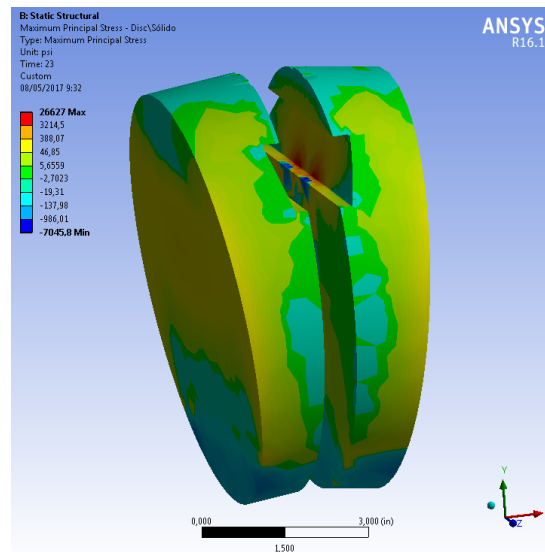 B: Static Structural
Maximum Principal Stress - Disc\Sólido
Type: Maximum Principal Stress
Unit: psi
Time: 23
Custom
08/05/2017 9:32
ANSYS
R16.1
26627 Max
3214,5
388,07
46,85
5,6559
-2,7023
-19,31
-137,98
-986,01
-7045,8 Min
Y
Z
0,000
3,000 (in)
1,500